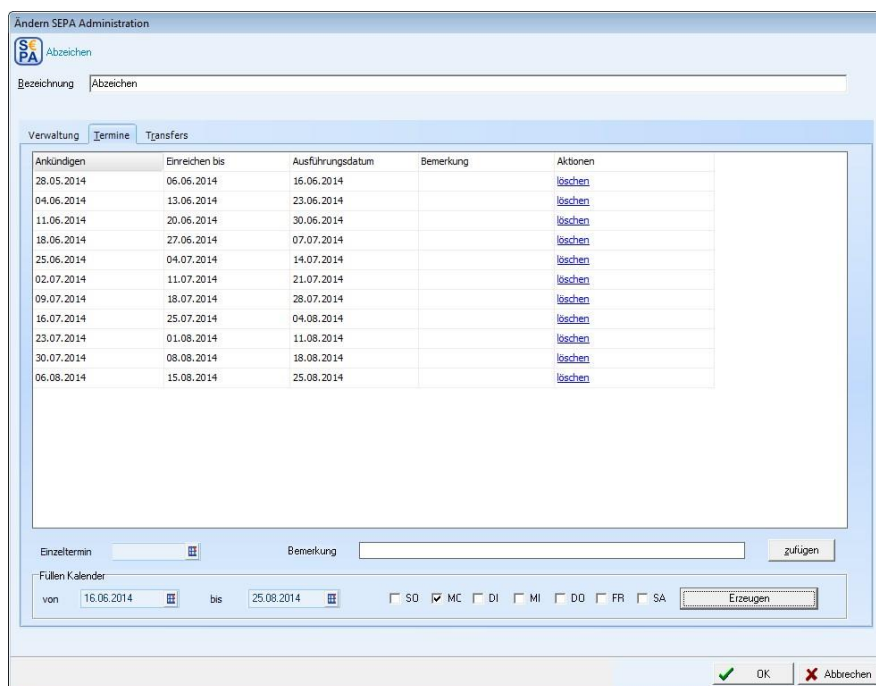 Ändern SEPA Administration
S€PA Abzeichen
Bezeichnung Abzeichen
Verwaltung Termine Transfers
Ankündigen Einreichen bis Ausführungsdatum Bemerkung Aktionen
28.05.2014 06.06.2014 16.06.2014 löschen
04.06.2014 13.06.2014 23.06.2014 löschen
11.06.2014 20.06.2014 30.06.2014 löschen
18.06.2014 27.06.2014 07.07.2014 löschen
25.06.2014 04.07.2014 14.07.2014 löschen
02.07.2014 11.07.2014 21.07.2014 löschen
09.07.2014 18.07.2014 28.07.2014 löschen
16.07.2014 25.07.2014 04.08.2014 löschen
23.07.2014 01.08.2014 11.08.2014 löschen
30.07.2014 08.08.2014 18.08.2014 löschen
06.08.2014 15.08.2014 25.08.2014 löschen
Einzeltermin Bemerkung zufügen
Füllen Kalender
von 16.06.2014 bis 25.08.2014 SO MC DI MI DO FR SA Erzeugen
OK Abbrechen